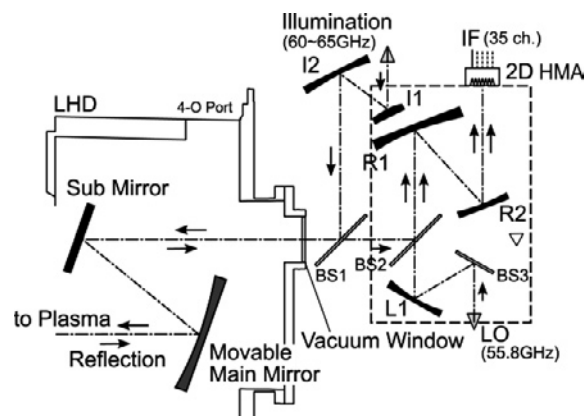 Illumination
(60~65GHz)
IF (35 ch.)
2D HMA
I2
I1
LHD
4-O Port
R1
Sub Mirror
R2
BS1
BS2
BS3
L1
to Plasma
Reflection
Vacuum Window
LO
(55.8GHz)
Movable
Main Mirror